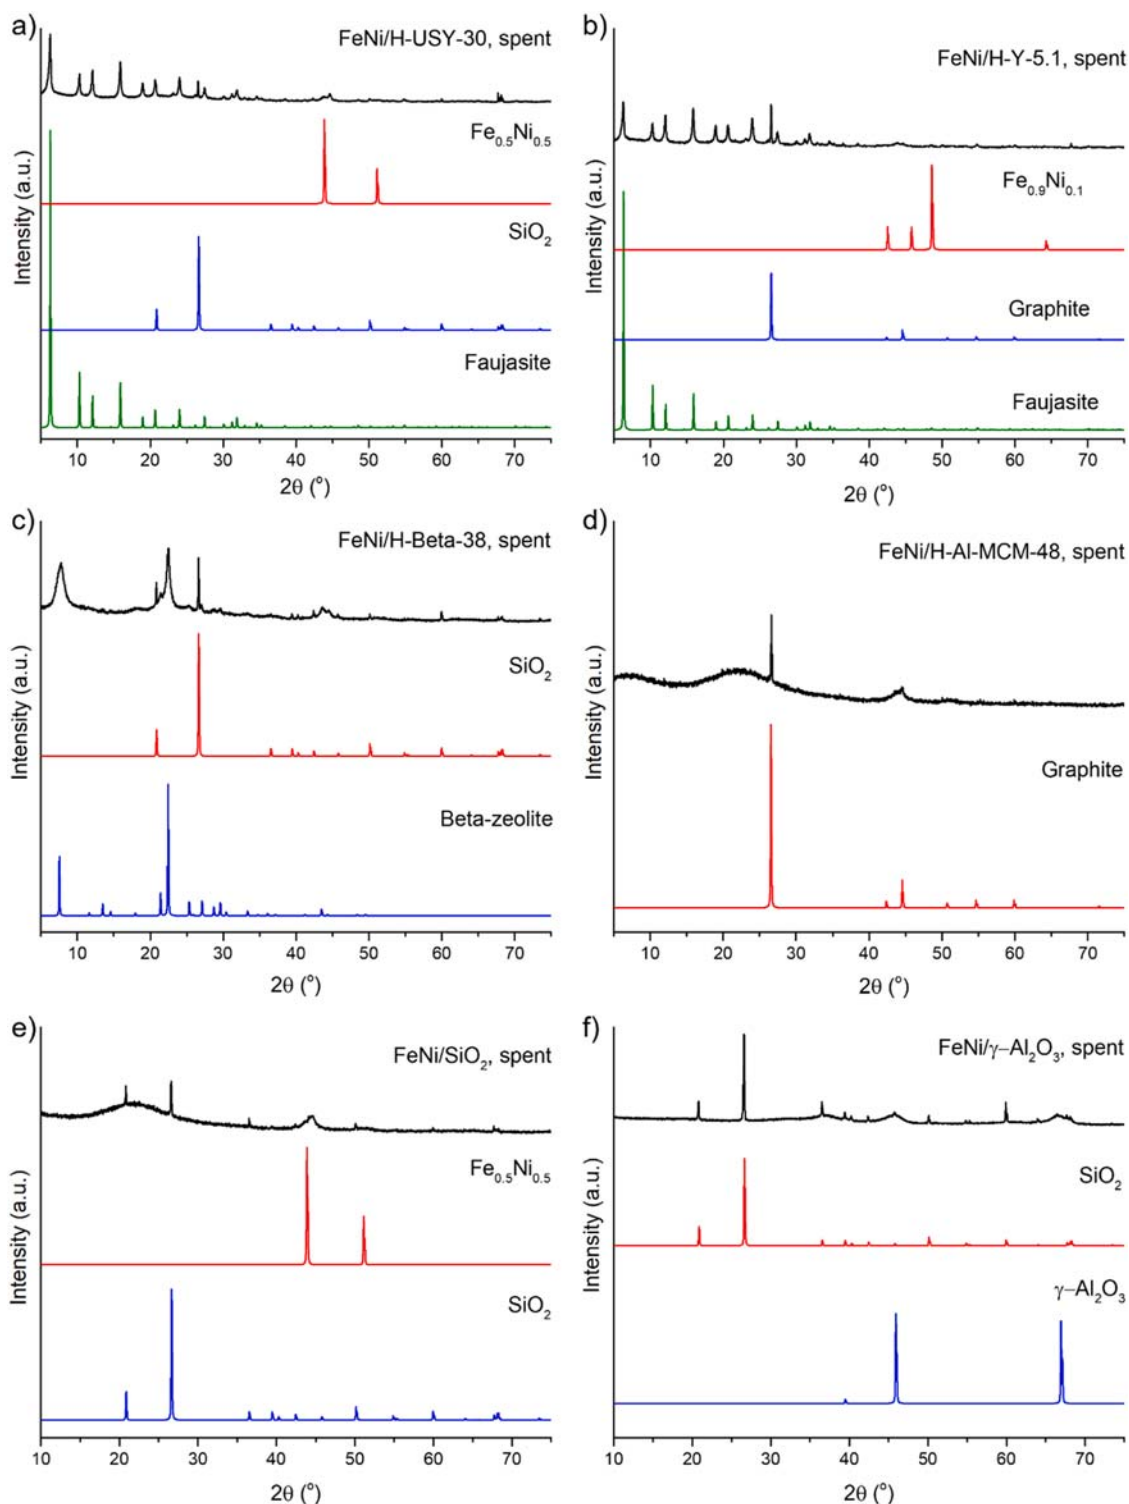 a)
FeNi/H-USY-30, spent
Fe₀.₅Ni₀.₅
SiO₂
Faujasite
Intensity (a.u.)
10 20 30 40 50 60 70
2θ (°)
b)
FeNi/H-Y-5.1, spent
Fe₀.₉Ni₀.₁
Graphite
Faujasite
Intensity (a.u.)
10 20 30 40 50 60 70
2θ (°)
c)
FeNi/H-Beta-38, spent
SiO₂
Beta-zeolite
Intensity (a.u.)
10 20 30 40 50 60 70
2θ (°)
d)
FeNi/H-Al-MCM-48, spent
Graphite
Intensity (a.u.)
10 20 30 40 50 60 70
2θ (°)
e)
FeNi/SiO₂, spent
Fe₀.₅Ni₀.₅
SiO₂
Intensity (a.u.)
10 20 30 40 50 60 70
2θ (°)
f)
FeNi/γ–Al₂O₃, spent
SiO₂
γ–Al₂O₃
Intensity (a.u.)
10 20 30 40 50 60 70
2θ (°)